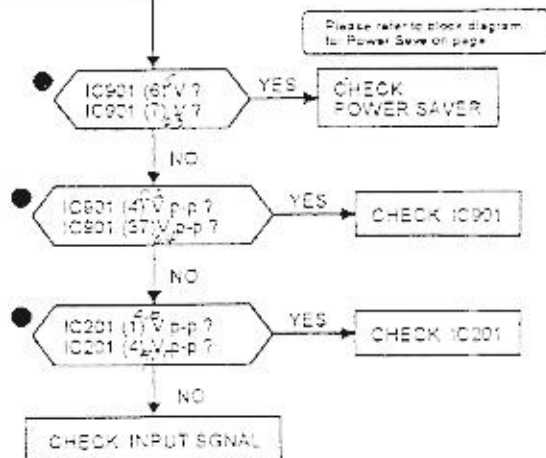 Please refer to block diagram
for Power Save on page
IC901 (6) V ?
IC901 (7) V ?
YES
CHECK
POWER SAVER
NO
IC901 (4) V p-p ?
IC901 (37) V p-p ?
YES
CHECK IC901
NO
IC201 (1) V p-p ?
IC201 (4) V p-p ?
YES
CHECK IC201
NO
CHECK INPUT SGNAL